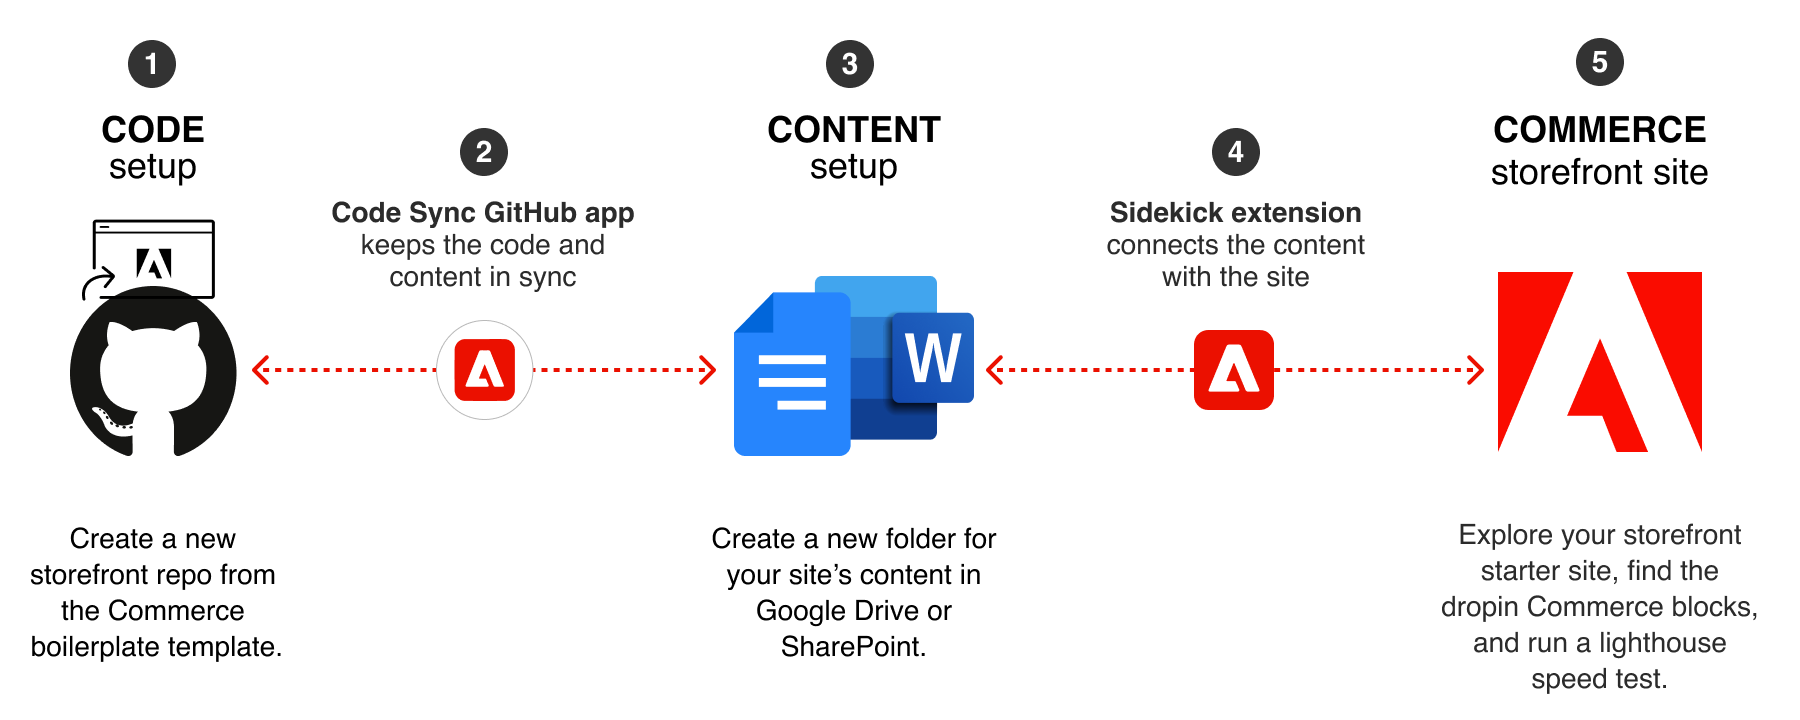 1
CODE
setup
Create a new
storefront repo from
the Commerce
boilerplate template.
2
Code Sync GitHub app
keeps the code and
content in sync
3
CONTENT
setup
W
Create a new folder for
your site’s content in
Google Drive or
SharePoint.
4
Sidekick extension
connects the content
with the site
5
COMMERCE
storefront site
Explore your storefront
starter site, find the
dropin Commerce blocks,
and run a lighthouse
speed test.